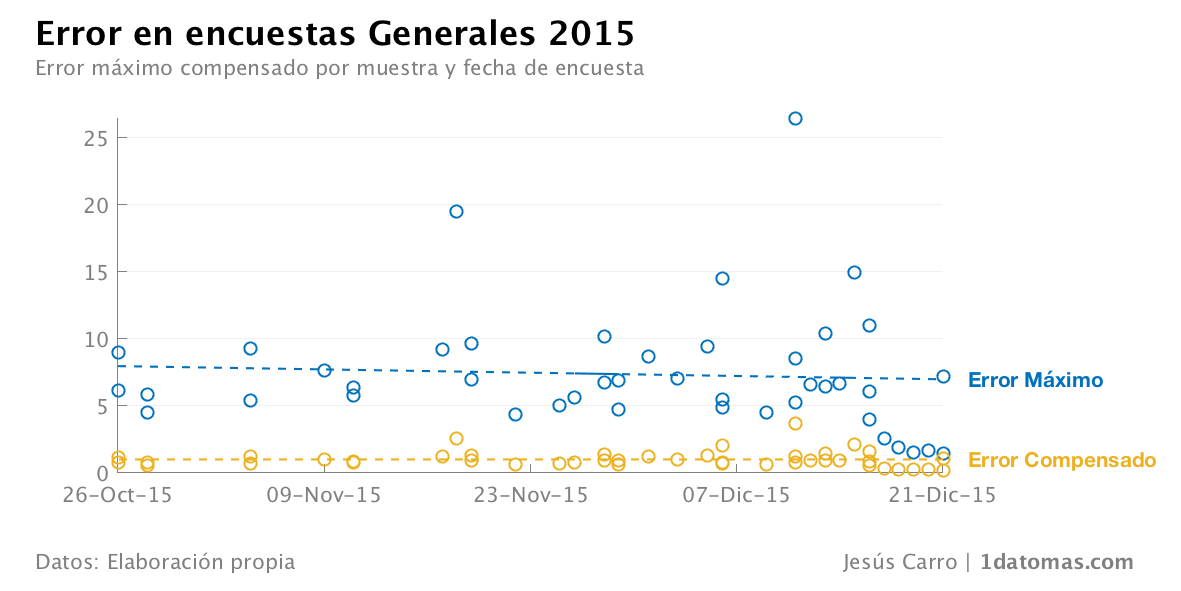 Error en encuestas Generales 2015
Error máximo compensado por muestra y fecha de encuesta
25
20
15
10
5
0
Error Máximo
Error Compensado
26-Oct-15 09-Nov-15 23-Nov-15 07-Dic-15 21-Dic-15
Datos: Elaboración propia
Jesús Carro | 1datomas.com